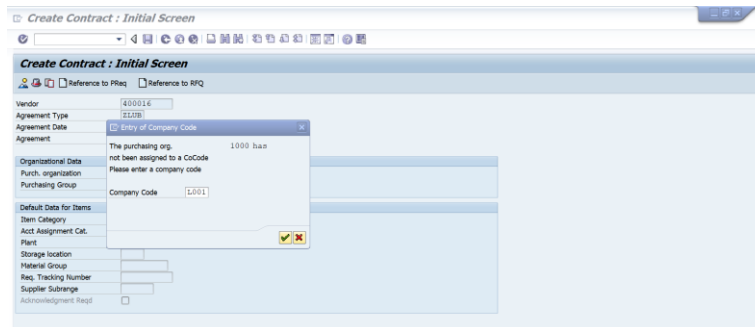 Create Contract : Initial Screen
Create Contract : Initial Screen
Reference to PReq Reference to RFQ
Vendor 400016
Agreement Type ZLUB
Agreement Date
Agreement
Entry of Company Code
The purchasing org. 1000 has
not been assigned to a CoCode
Please enter a company code
Company Code L001
Organizational Data
Purch. organization
Purchasing Group
Default Data for Items
Item Category
Acct Assignment Cat.
Plant
Storage location
Material Group
Req. Tracking Number
Supplier Subrange
Acknowledgment Reqd